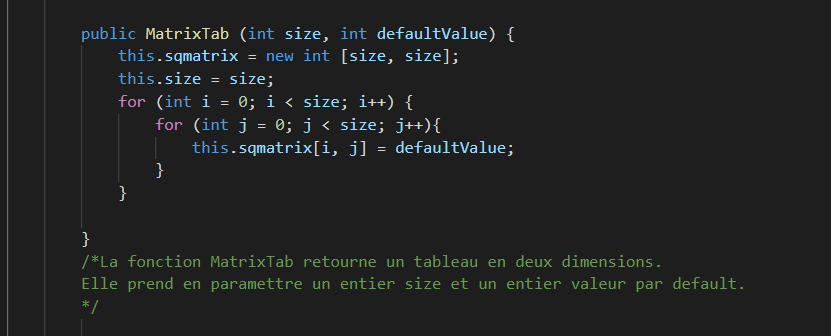 public MatrixTab (int size, int defaultValue) {
this.sqmatrix = new int [size, size];
this.size = size;
for (int i = 0; i < size; i++) {
for (int j = 0; j < size; j++){
this.sqmatrix[i, j] = defaultValue;
}
}
}
/*La fonction MatrixTab retourne un tableau en deux dimensions.
Elle prend en paramettre un entier size et un entier valeur par default.
*/